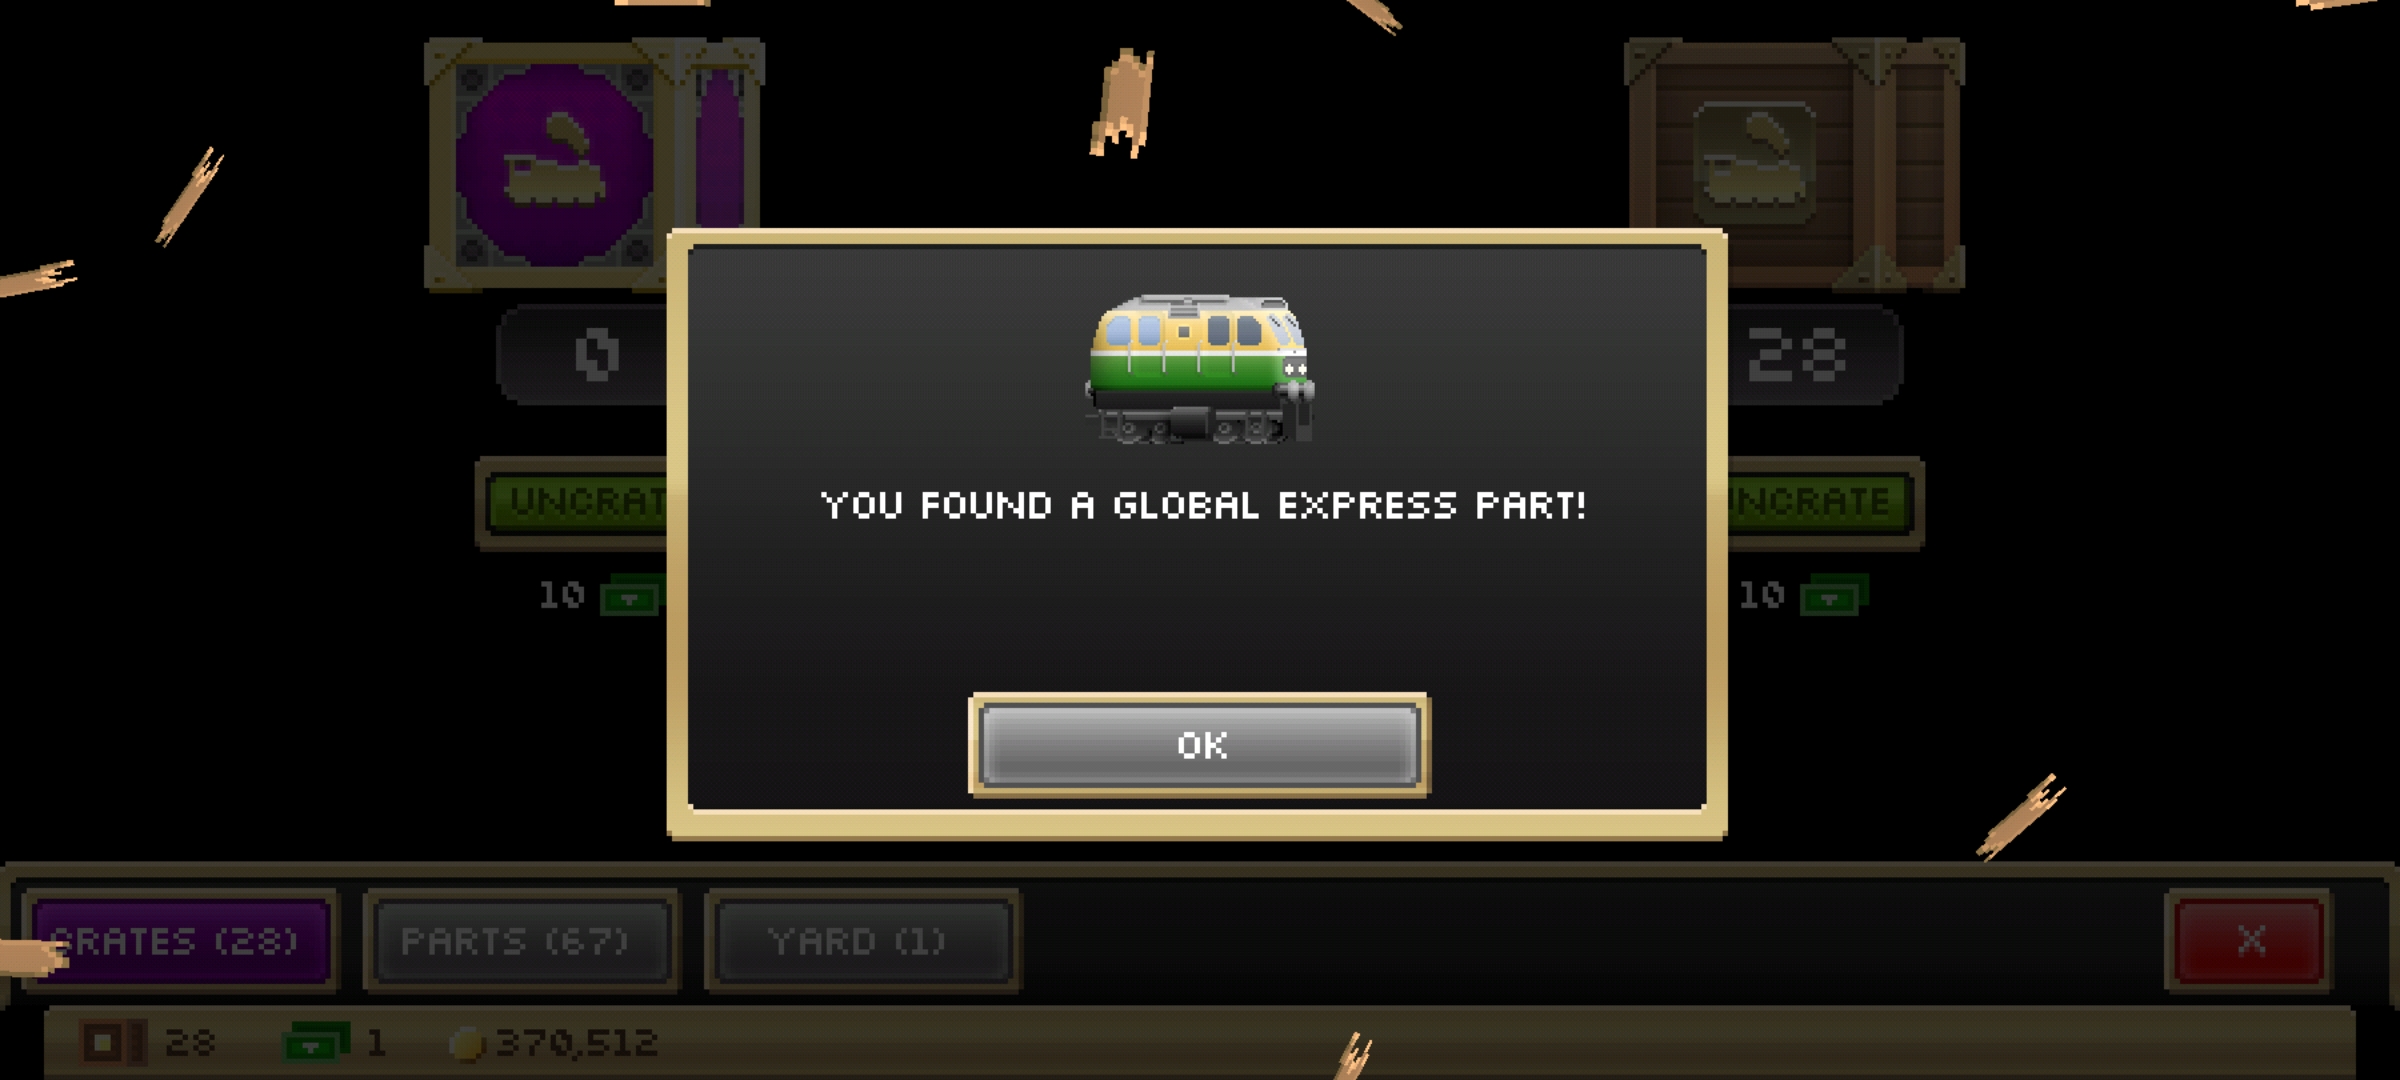 0
28
YOU FOUND A GLOBAL EXPRESS PART!
UNCRAT
NCRATE
10
10
OK
CRATES (28)
PARTS (67)
YARD (1)
X
28
1
370,512